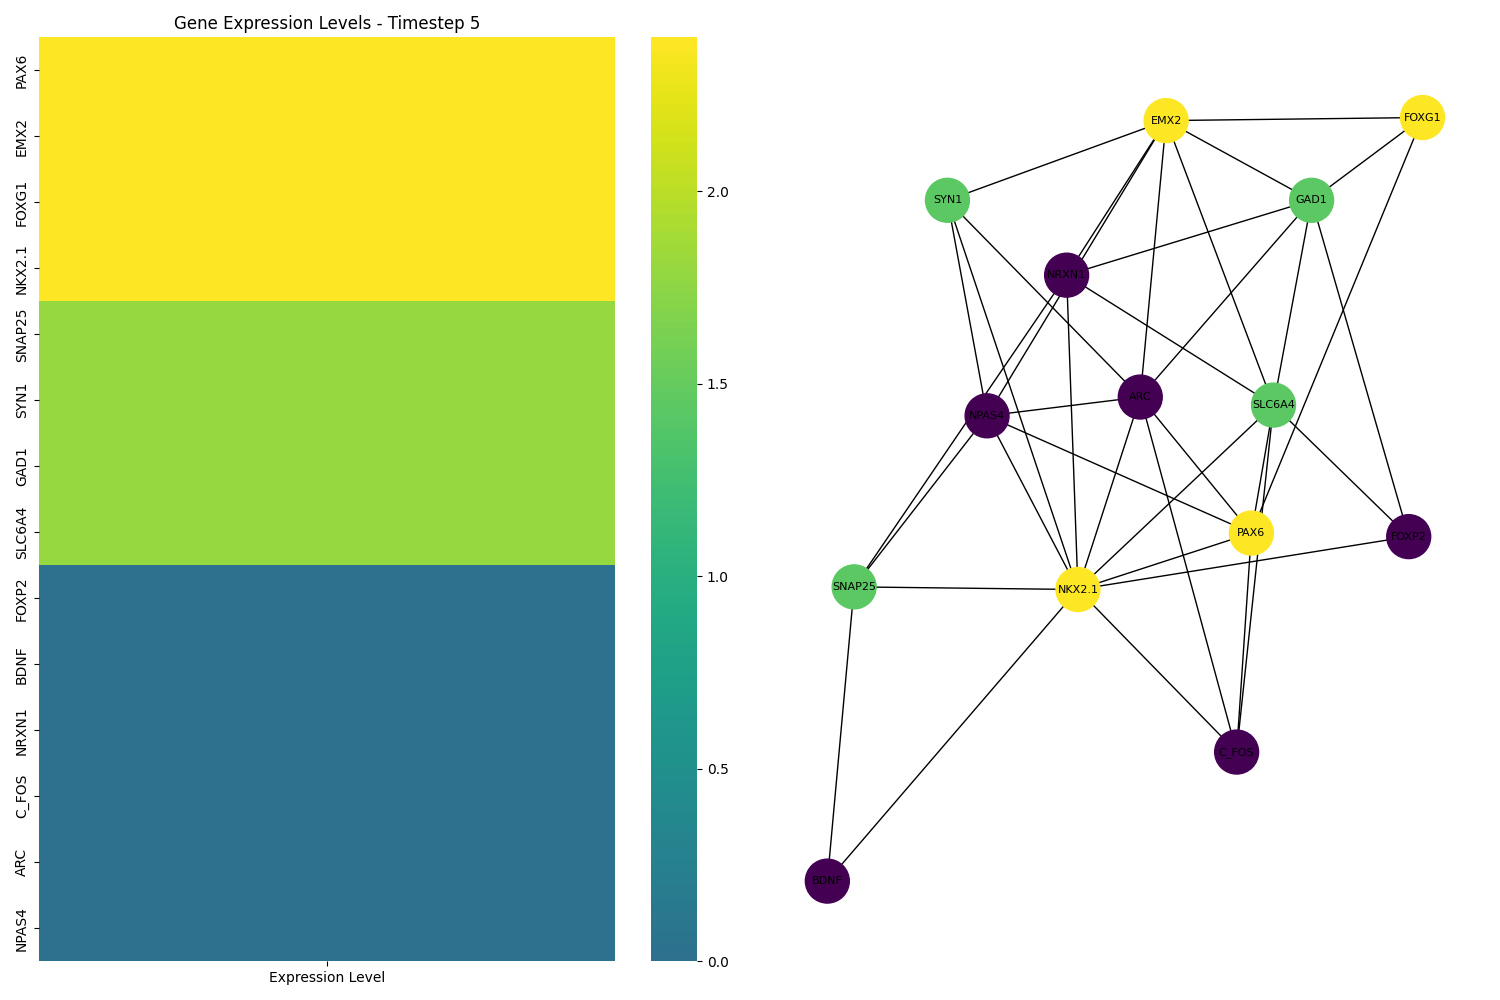 Gene Expression Levels - Timestep 5
PAX6
EMX2
FOXG1
NKX2.1
SNAP25
SYN1
GAD1
SLC6A4
FOXP2
BDNF
NRXN1
C_FOS
ARC
NPAS4
Expression Level
2.0
1.5
1.0
0.5
0.0
EMX2
FOXG1
SYN1
GAD1
NRXN1
ARC
SLC6A4
NPAS4
PAX6
FOXP2
SNAP25
NKX2.1
C_FOS
BDNF